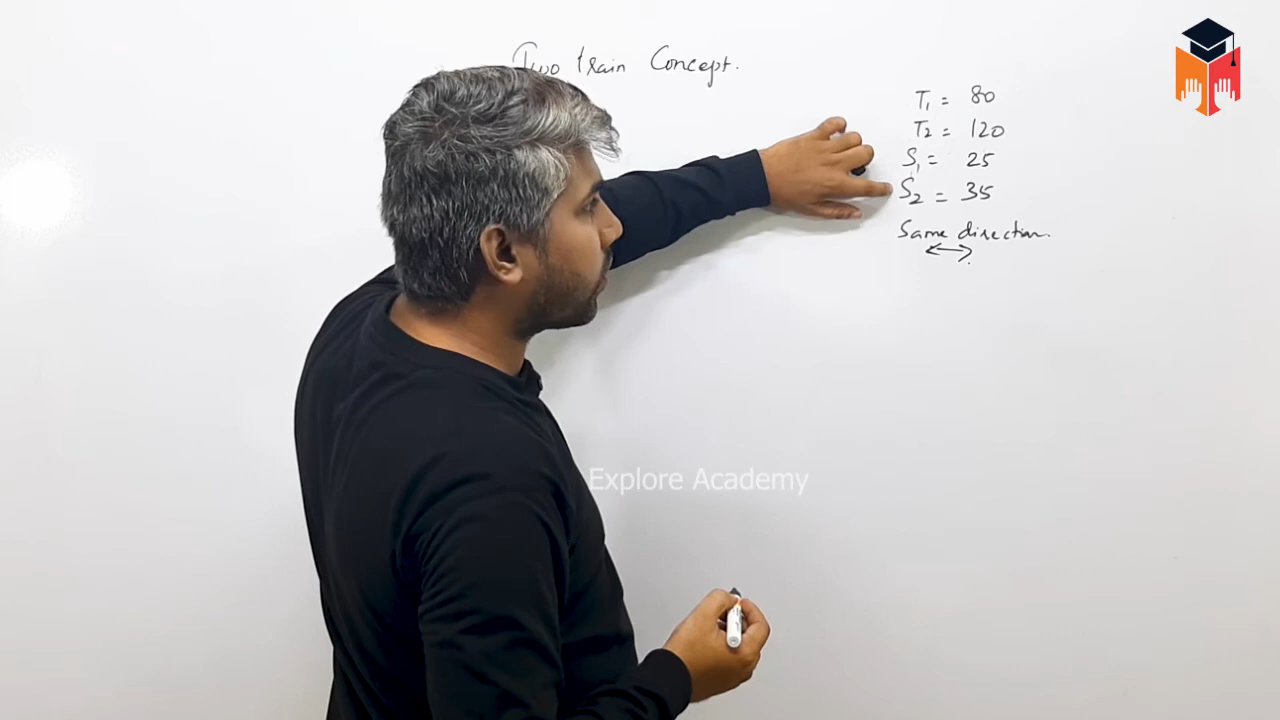 Two train Concept.
T1 = 80
T2 = 120
S1 = 25
S2 = 35
Same direction.
Explore Academy